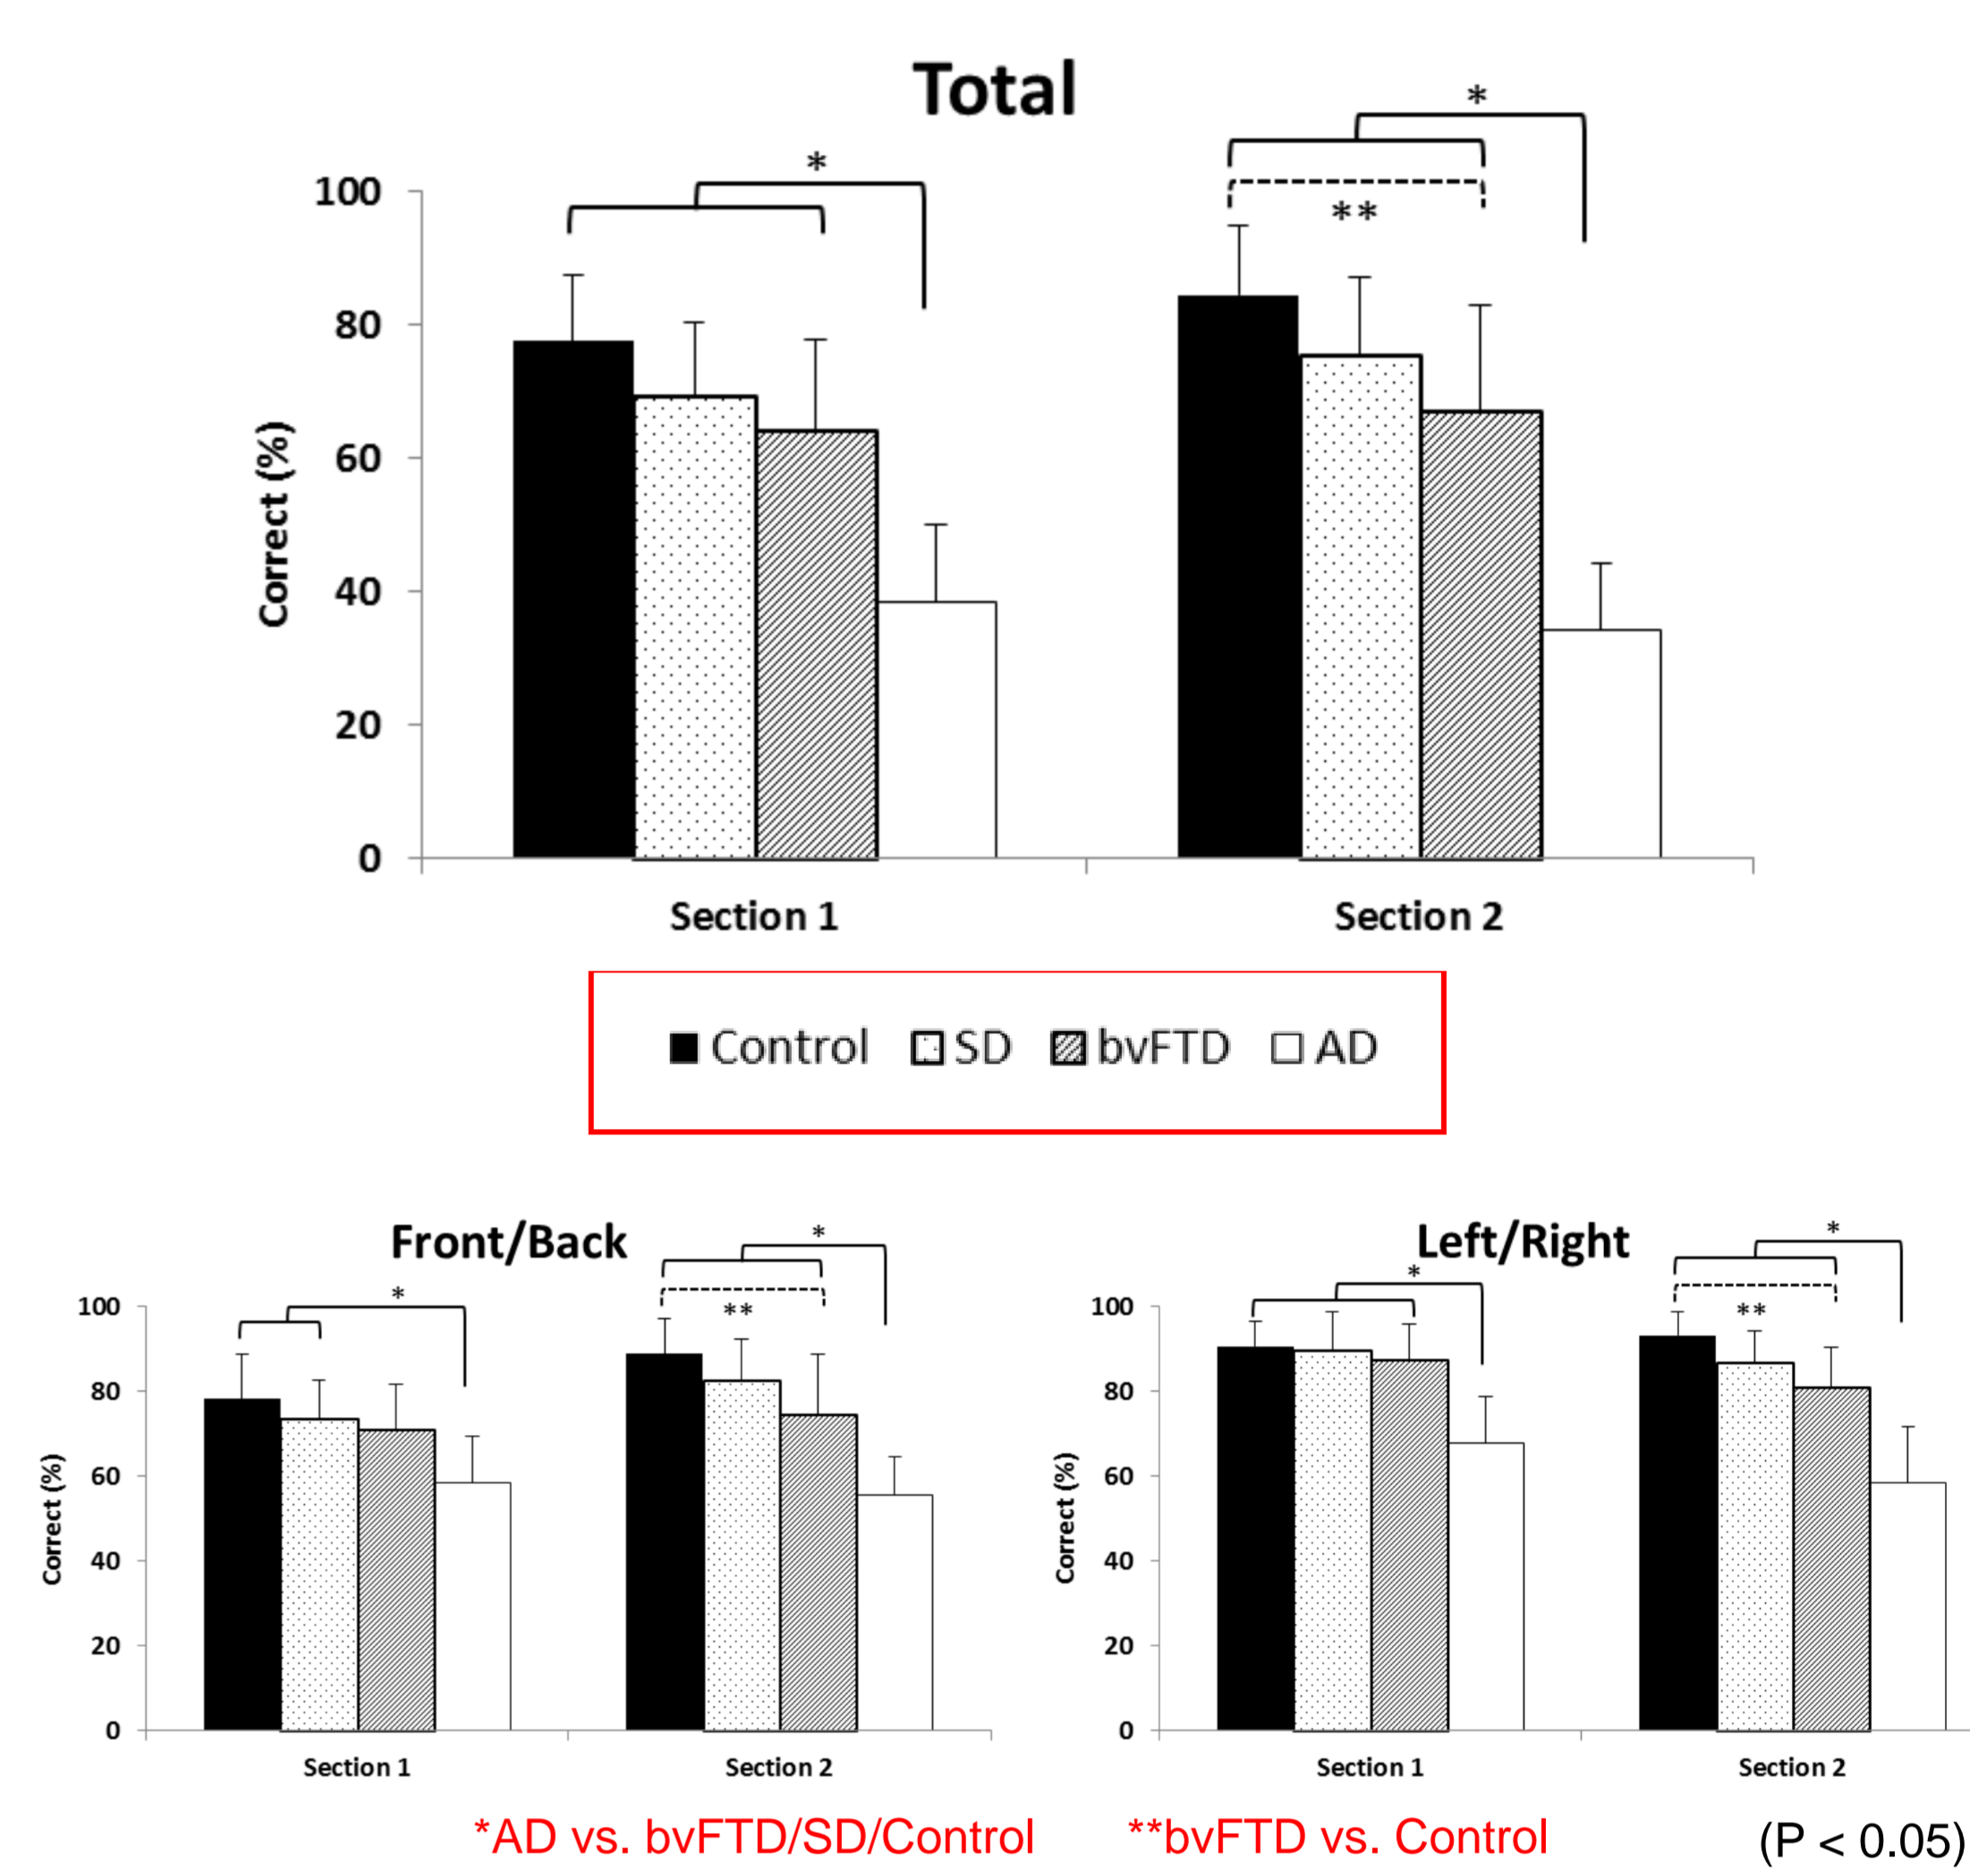 Total
*
*
**
100
80
60
40
20
0
Correct (%)
Section 1 Section 2
Control SD bvFTD AD
Front/Back
*
*
**
100
80
60
40
20
0
Correct (%)
Section 1 Section 2
Left/Right
*
*
**
100
80
60
40
20
0
Correct (%)
Section 1 Section 2
*AD vs. bvFTD/SD/Control **bvFTD vs. Control (P < 0.05)